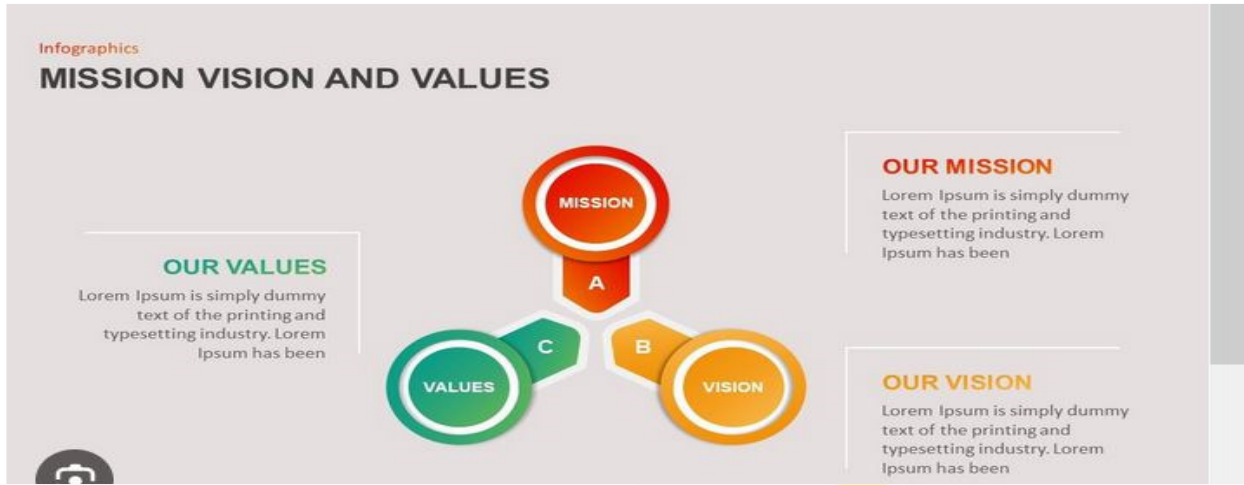 Infographics
MISSION VISION AND VALUES
MISSION
A
OUR MISSION
Lorem Ipsum is simply dummy
text of the printing and
typesetting industry. Lorem
Ipsum has been
OUR VALUES
Lorem Ipsum is simply dummy
text of the printing and
typesetting industry. Lorem
Ipsum has been
C
B
VALUES
VISION
OUR VISION
Lorem Ipsum is simply dummy
text of the printing and
typesetting industry. Lorem
Ipsum has been